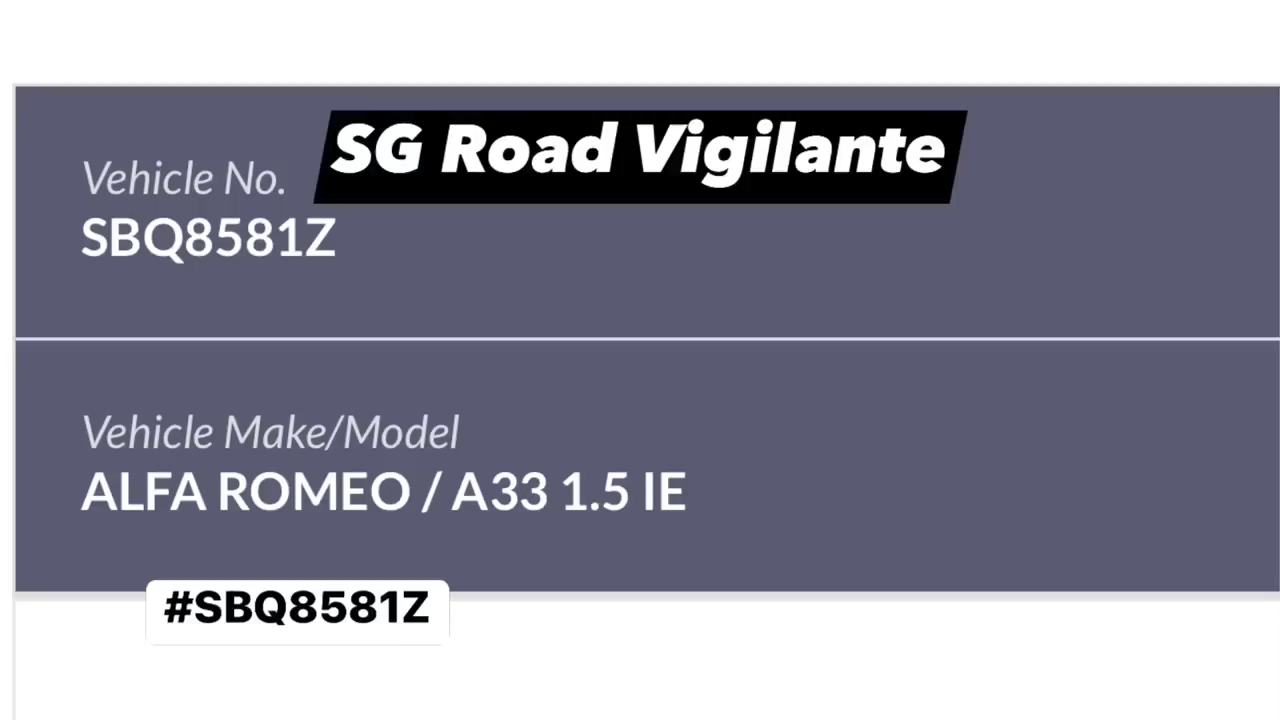 SG Road Vigilante
Vehicle No.
SBQ8581Z
Vehicle Make/Model
ALFA ROMEO / A33 1.5 IE
#SBQ8581Z